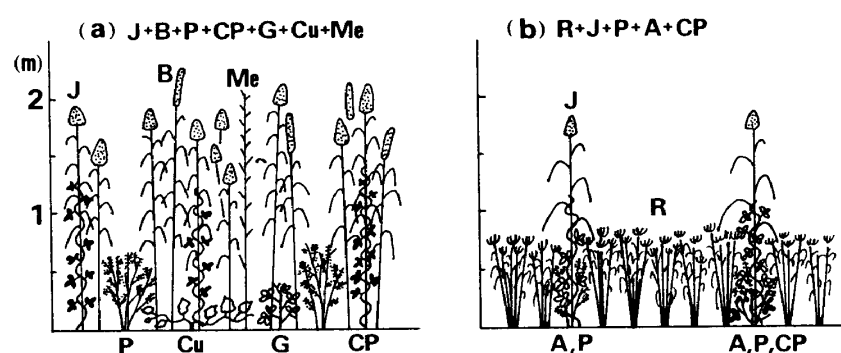 (a) J+B+P+CP+G+Cu+Me
(b) R+J+P+A+CP
(m)
2
1
J
B
Me
P
Cu
G
CP
J
R
A,P
A,P,CP